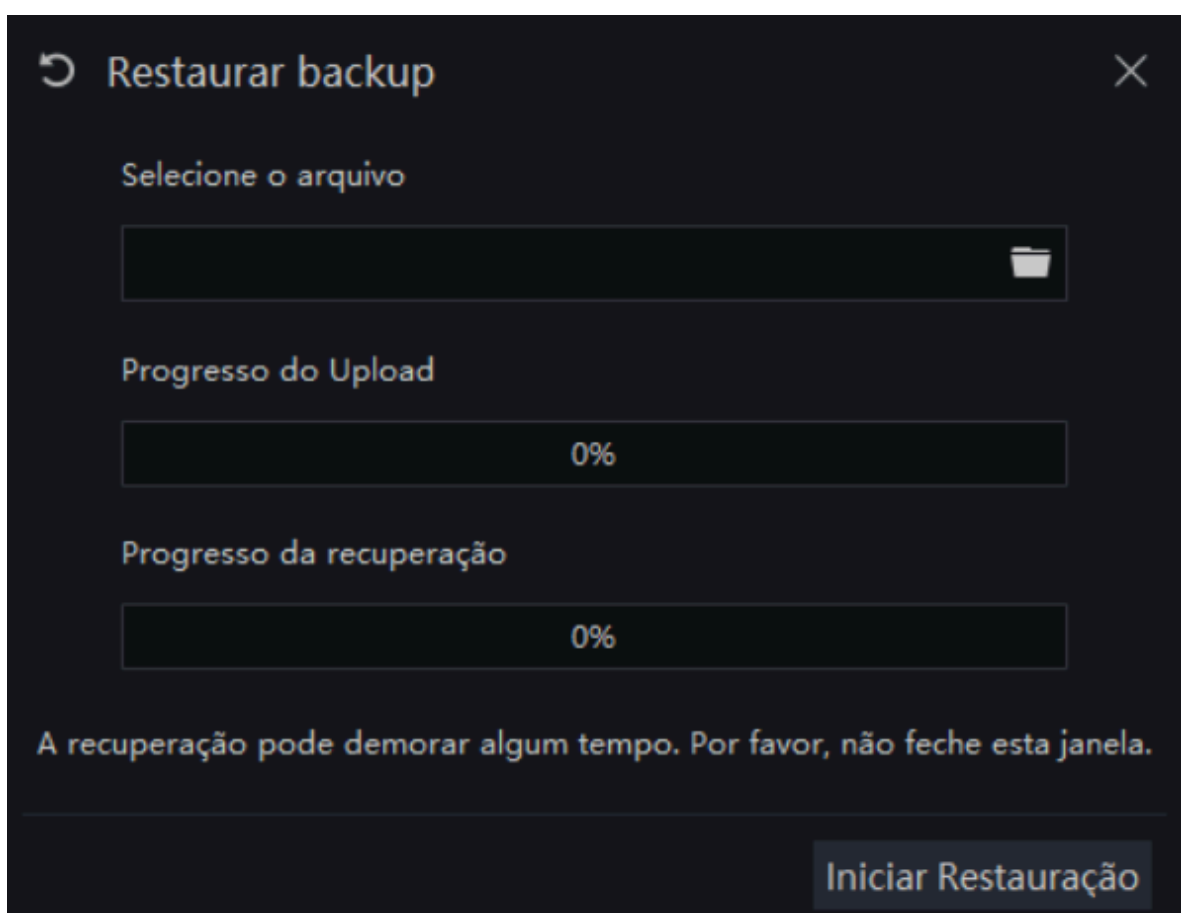 Restaurar backup
Selecione o arquivo
Progresso do Upload
0%
Progresso da recuperação
0%
A recuperação pode demorar algum tempo. Por favor, não feche esta janela.
Iniciar Restauração